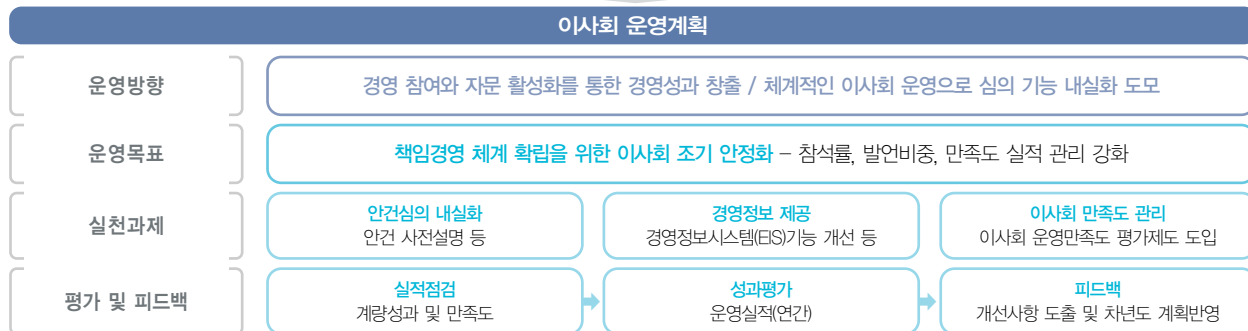 이사회 운영계획
운영방향
경영 참여와 자문 활성화를 통한 경영성과 창출 / 체계적인 이사회 운영으로 심의 기능 내실화 도모
운영목표
책임경영 체계 확립을 위한 이사회 조기 안정화 – 참석률, 발언비중, 만족도 실적 관리 강화
실천과제
안건심의 내실화
안건 사전설명 등
경영정보 제공
경영정보시스템(EIS)기능 개선 등
이사회 만족도 관리
이사회 운영만족도 평가제도 도입
평가 및 피드백
실적점검
계량성과 및 만족도
성과평가
운영실적(연간)
피드백
개선사항 도출 및 차년도 계획반영